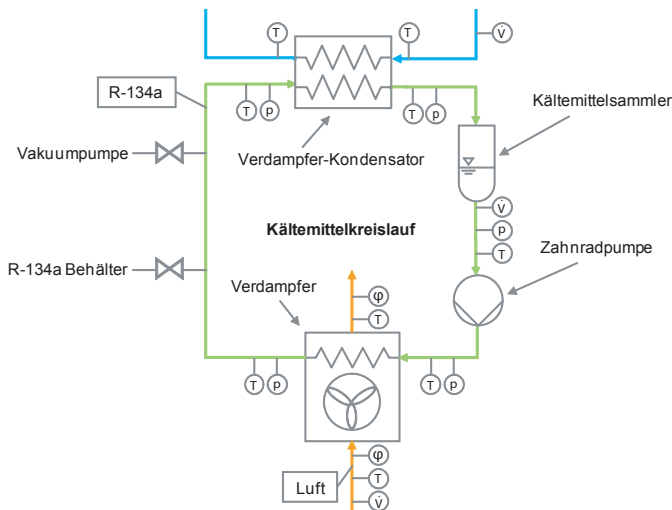 T
T
V̇
R-134a
T
p
T
p
Kältemittelsammler
Vakuumpumpe
Verdampfer-Kondensator
V̇
p
T
Kältemittelkreislauf
Zahnradpumpe
R-134a Behälter
Verdampfer
φ
T
T
p
T
p
φ
T
V̇
Luft